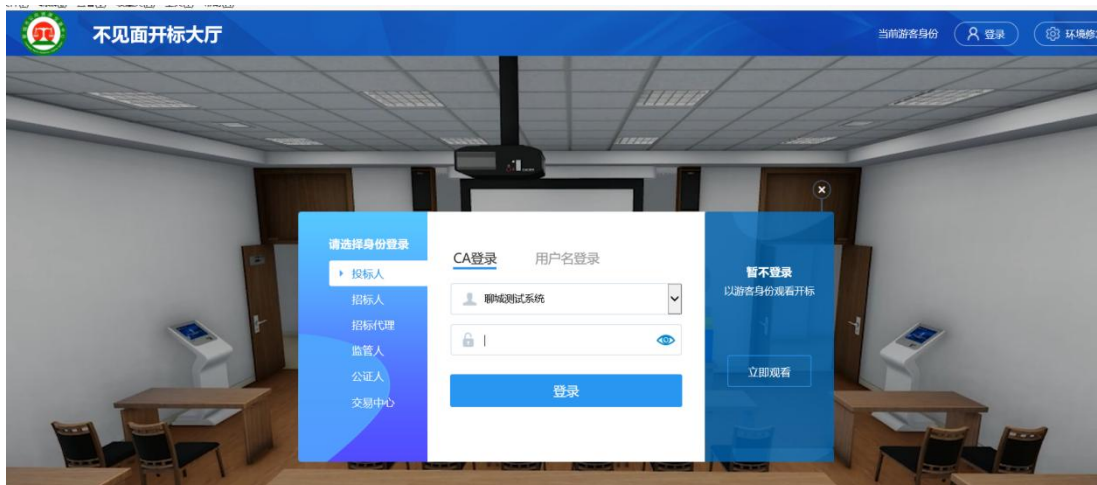 不见面开标大厅
当前游客身份
登录
环境修
请选择身份登录
投标人
招标人
招标代理
监管人
公证人
交易中心
CA登录
用户名登录
聊城测试系统
登录
暂不登录
以游客身份观看开标
立即观看